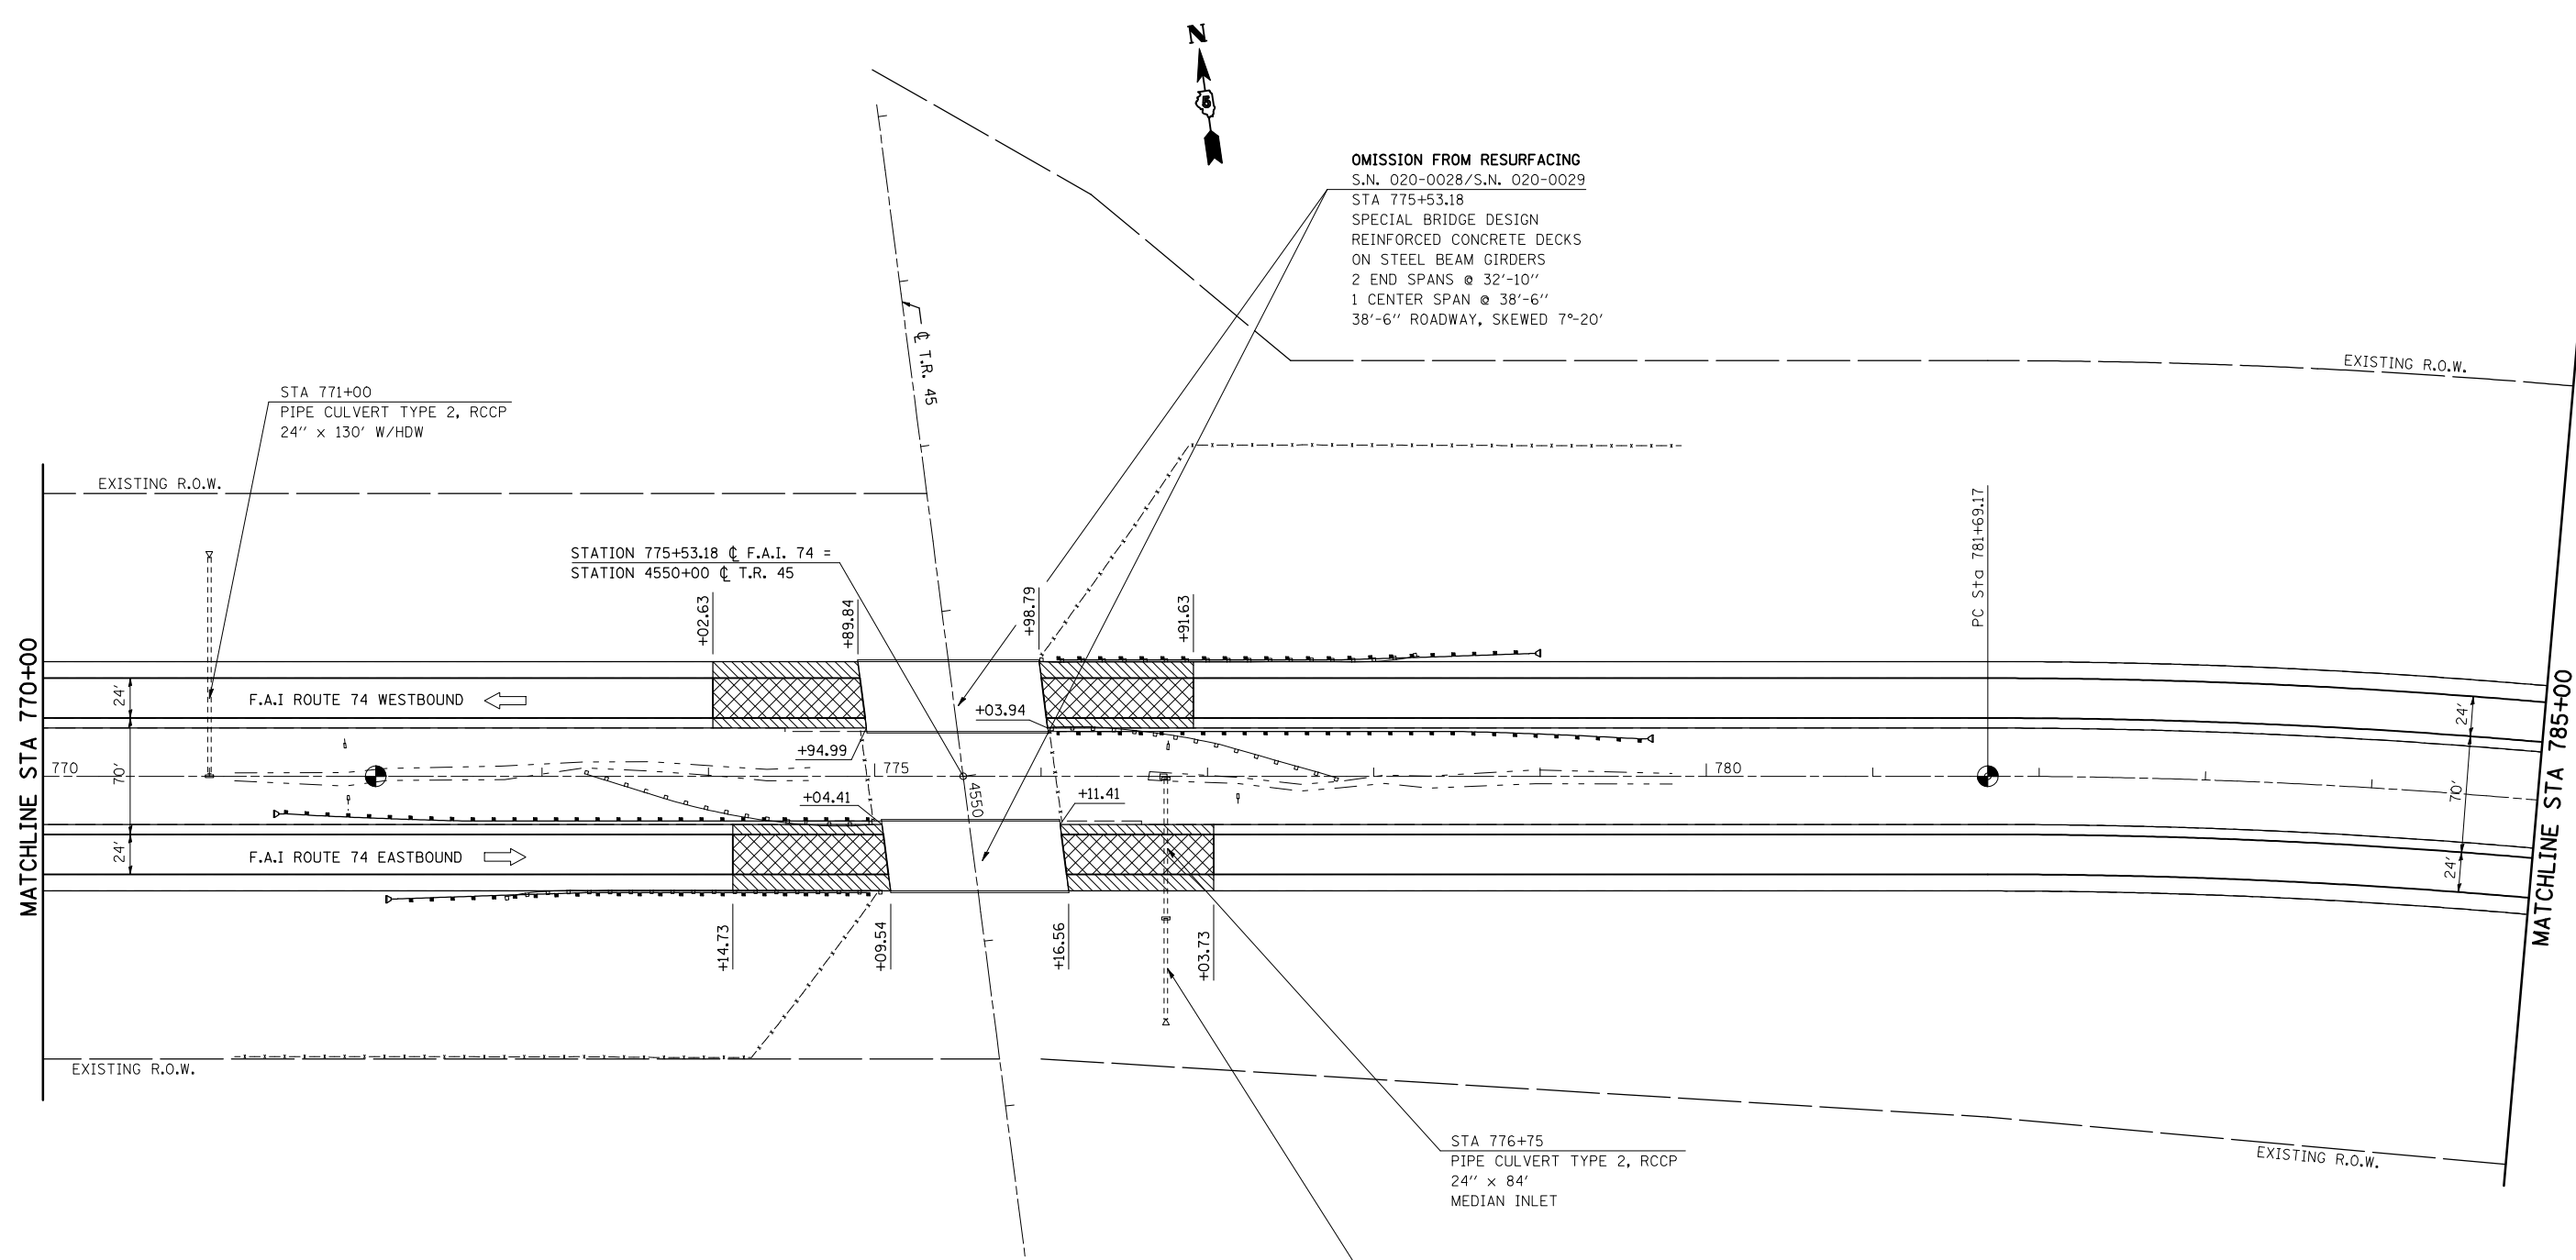 N
5
OMISSION FROM RESURFACING
S.N. 020-0028/S.N. 020-0029
STA 775+53.18
SPECIAL BRIDGE DESIGN
REINFORCED CONCRETE DECKS
ON STEEL BEAM GIRDERS
2 END SPANS @ 32'-10"
1 CENTER SPAN @ 38'-6"
38'-6" ROADWAY, SKEWED 7°-20'
℄ T.R. 45
EXISTING R.O.W.
STA 771+00
PIPE CULVERT TYPE 2, RCCP
24" x 130' W/HDW
EXISTING R.O.W.
STATION 775+53.18 ℄ F.A.I. 74 =
STATION 4550+00 ℄ T.R. 45
PC Sta 781+69.17
+02.63
+89.84
+98.79
+91.63
MATCHLINE STA 770+00
24'
F.A.I ROUTE 74 WESTBOUND
+03.94
+94.99
24'
770
70'
775
4550
780
70'
MATCHLINE STA 785+00
+04.41
+11.41
24'
F.A.I ROUTE 74 EASTBOUND
24'
+14.73
+09.54
+16.56
+03.73
EXISTING R.O.W.
STA 776+75
PIPE CULVERT TYPE 2, RCCP
24" x 84'
MEDIAN INLET
EXISTING R.O.W.